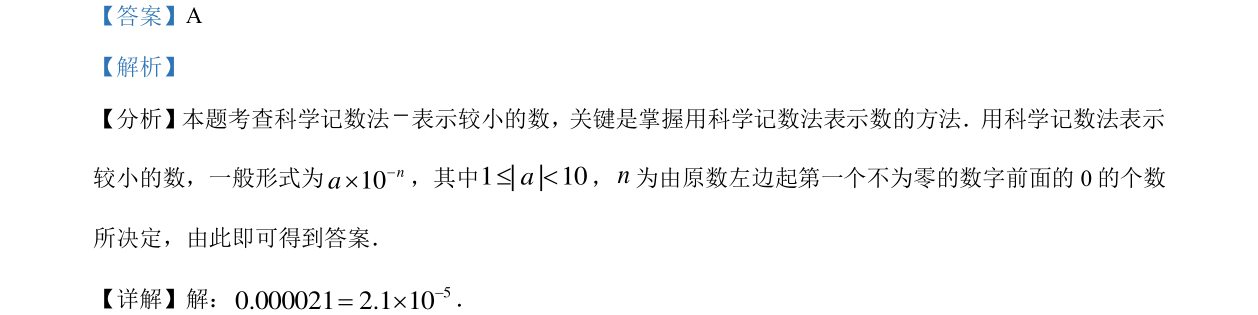 【答案】A
【解析】
【分析】本题考查科学记数法－表示较小的数，关键是掌握用科学记数法表示数的方法．用科学记数法表示
较小的数，一般形式为 a×10⁻ⁿ，其中1≤|a|<10，n 为由原数左边起第一个不为零的数字前面的 0 的个数
所决定，由此即可得到答案．
【详解】解：0.000021=2.1×10⁻⁵．